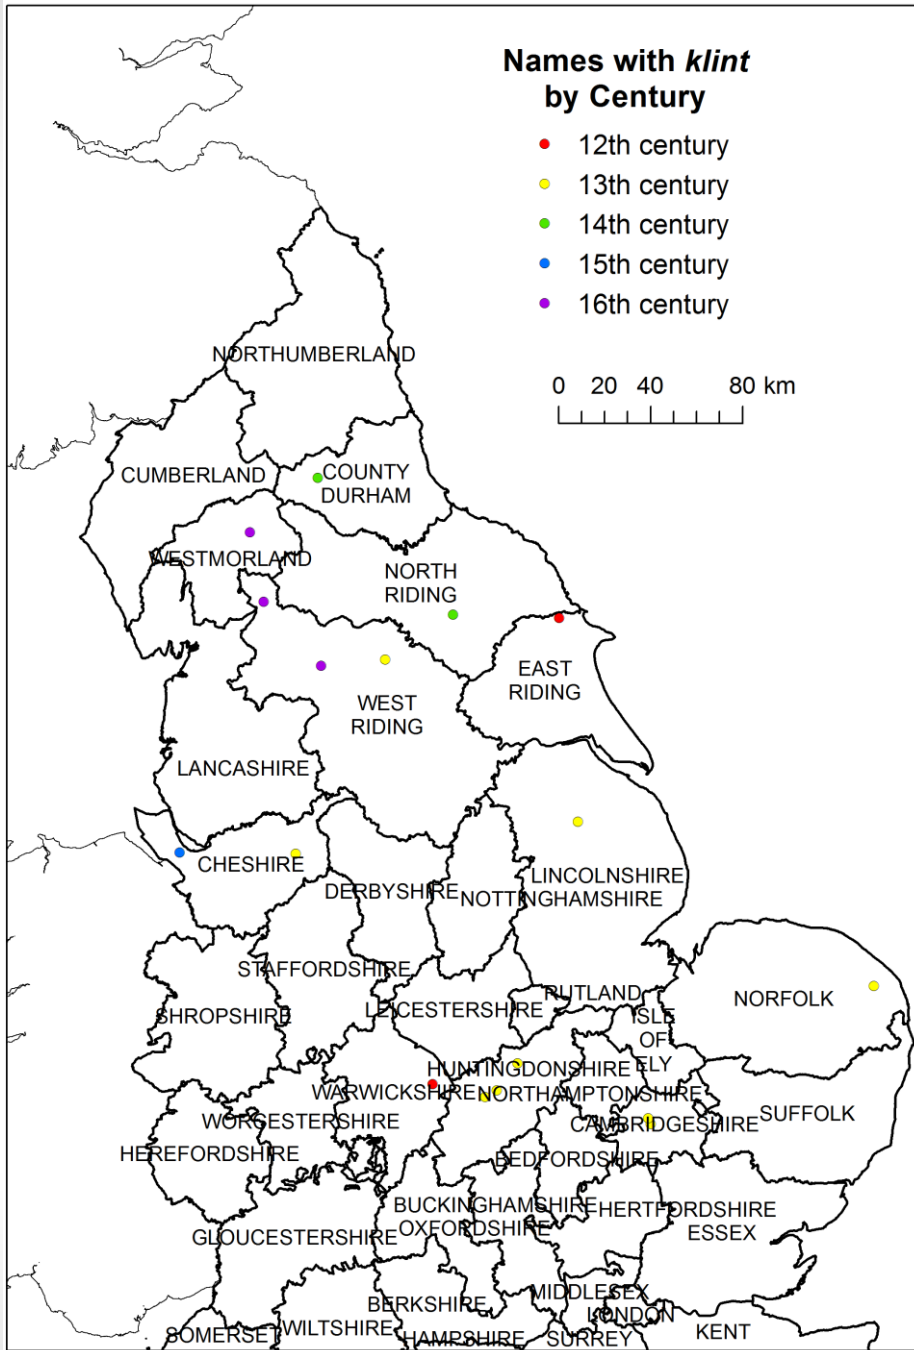 Names with klint
by Century
12th century
13th century
14th century
15th century
16th century
0 20 40 80 km
NORTHUMBERLAND
CUMBERLAND
COUNTY
DURHAM
WESTMORLAND
NORTH
RIDING
EAST
RIDING
WEST
RIDING
LANCASHIRE
CHESHIRE
DERBYSHIRE
NOTTINGHAMSHIRE
LINCOLNSHIRE
STAFFORDSHIRE
SHROPSHIRE
LEICESTERSHIRE
RUTLAND
NORFOLK
ISLE
OF
ELY
HUNTINGDONSHIRE
WARWICKSHIRE
NORTHAMPTONSHIRE
WORCESTERSHIRE
CAMBRIDGESHIRE
SUFFOLK
HEREFORDSHIRE
BEDFORDSHIRE
BUCKINGHAMSHIRE
HERTFORDSHIRE
OXFORDSHIRE
ESSEX
GLOUCESTERSHIRE
MIDDLESEX
BERKSHIRE
LONDON
SOMERSET
WILTSHIRE
HAMPSHIRE
SURREY
KENT